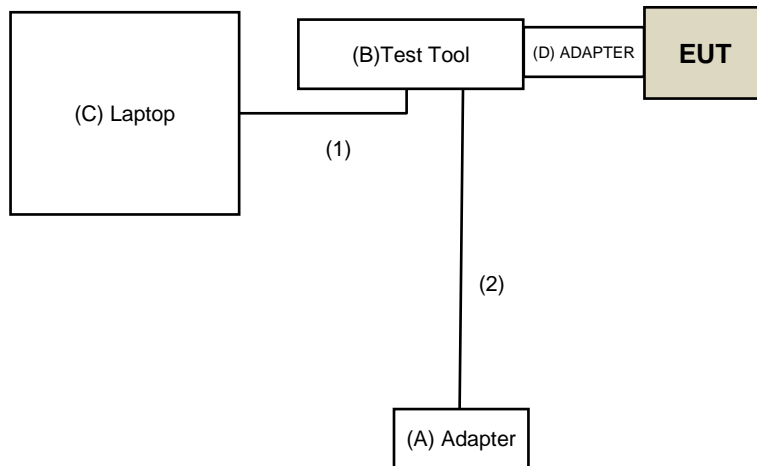 (B)Test Tool
(D) ADAPTER
EUT
(C) Laptop
(1)
(2)
(A) Adapter